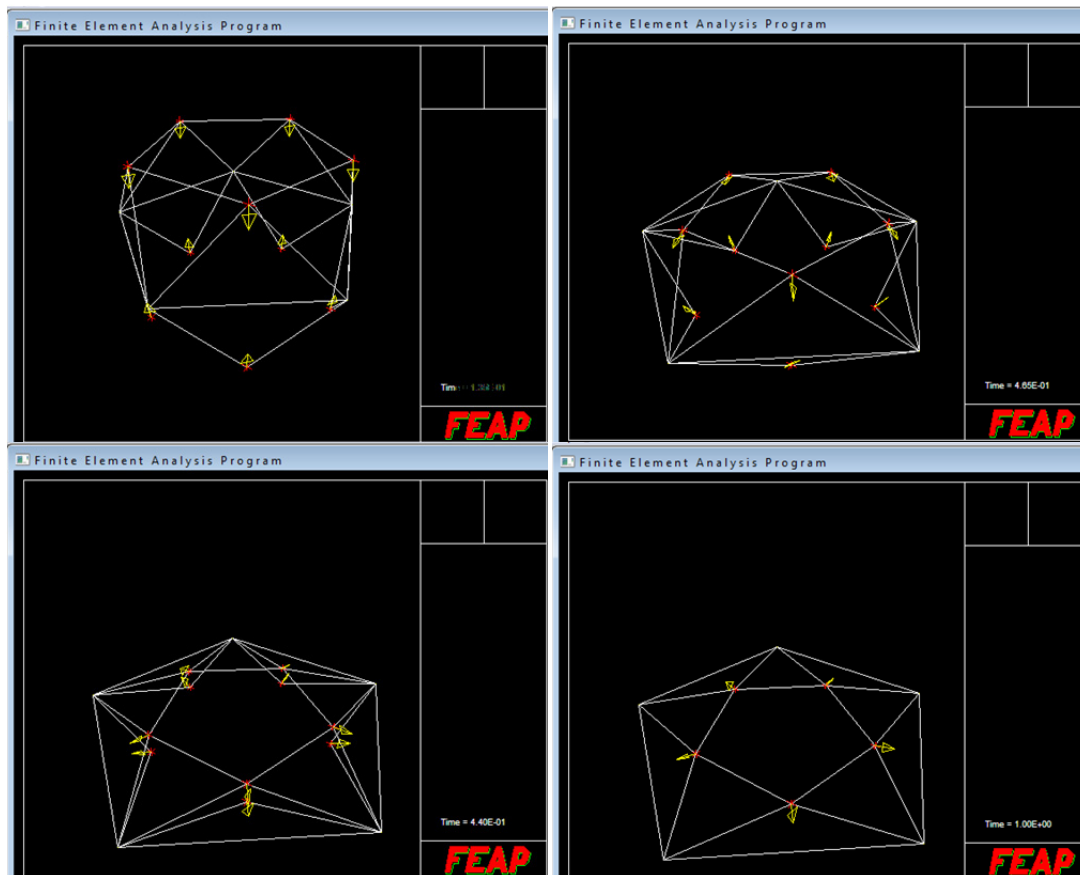 Finite Element Analysis Program
Finite Element Analysis Program
FEAP
Time = 4.65E-01
FEAP
Finite Element Analysis Program
Finite Element Analysis Program
Time = 4.40E-01
FEAP
Time = 1.00E+00
FEAP